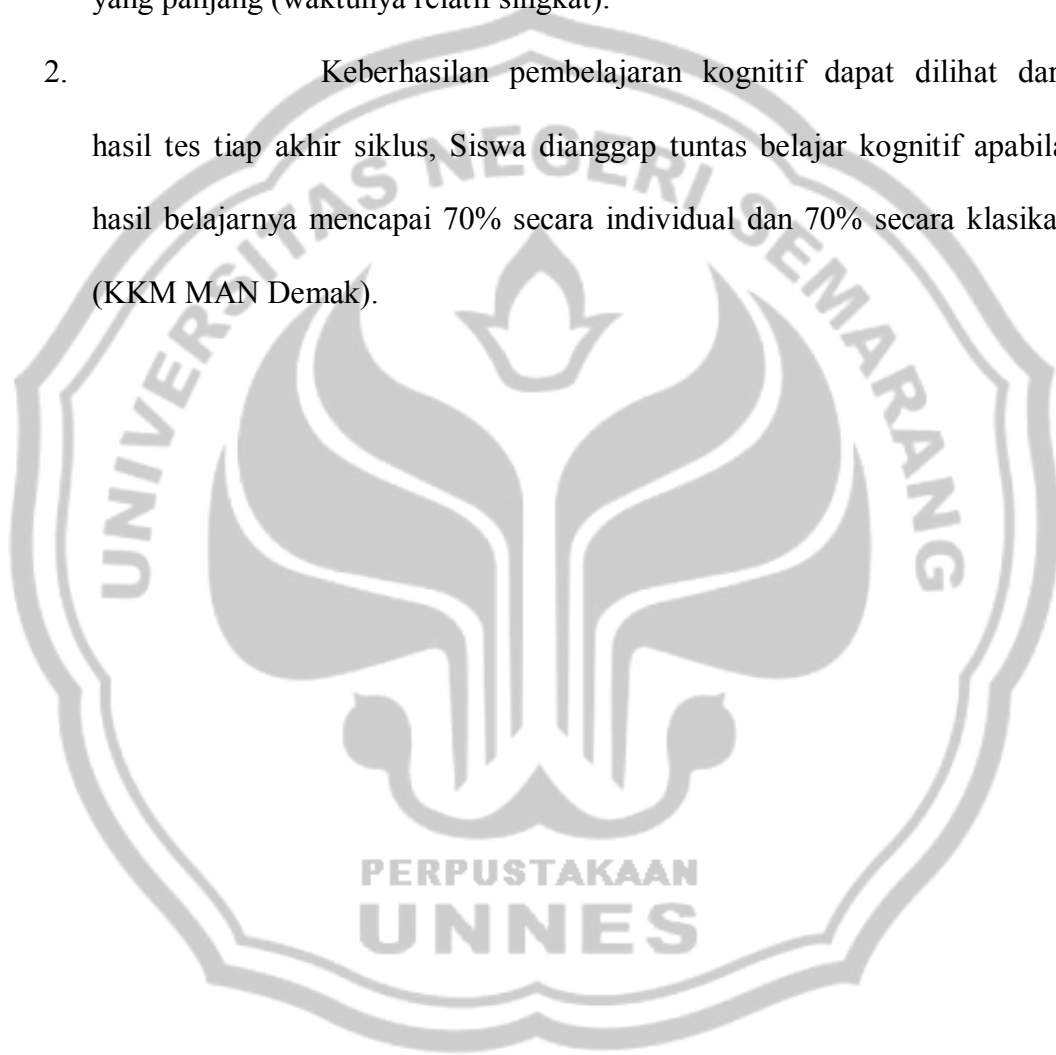 yang panjang (waktunya relatif singkat).
2. Keberhasilan pembelajaran kognitif dapat dilihat dar
hasil tes tiap akhir siklus, Siswa dianggap tuntas belajar kognitif apabila
hasil belajarnya mencapai 70% secara individual dan 70% secara klasika
(KKM MAN Demak).
UNIVERSITAS NEGERI SEMARANG
PERPUSTAKAAN
UNNES